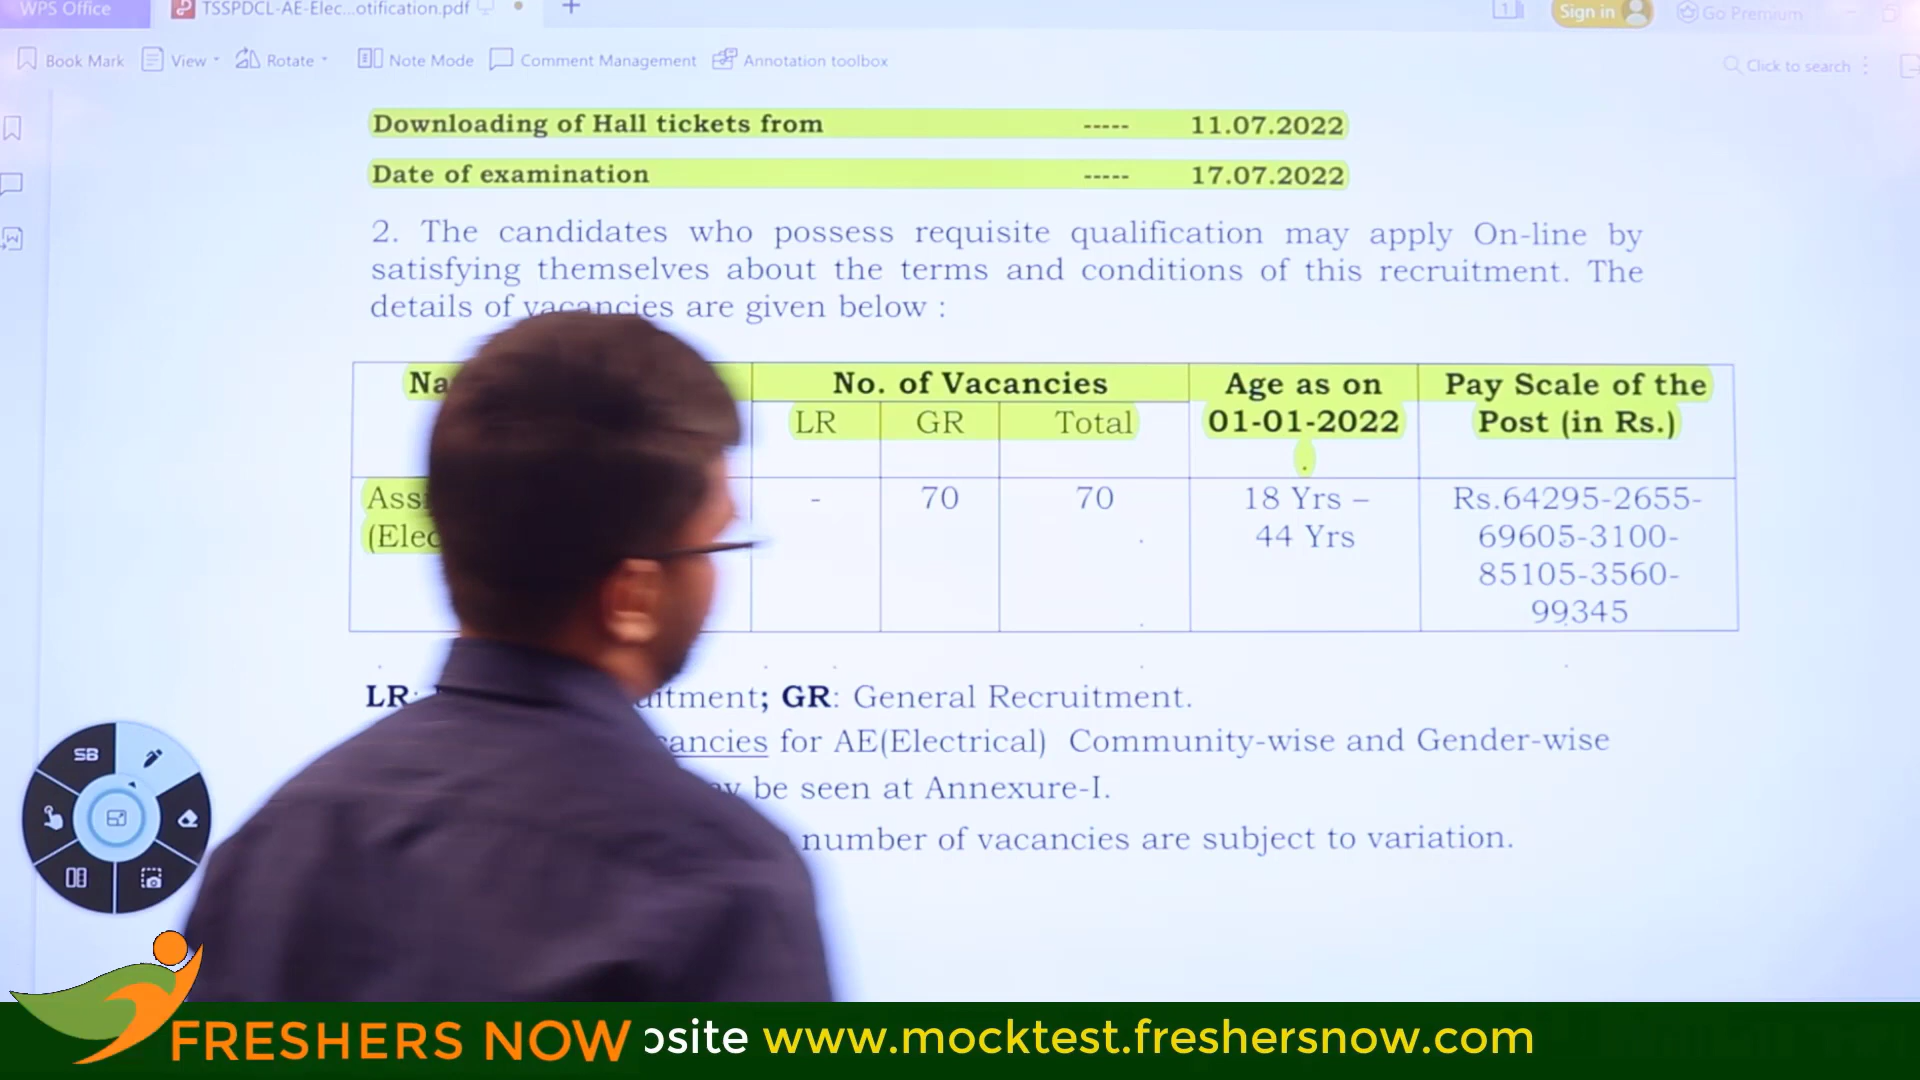 WPS Office
TSSPDCL-AE-Elec...otification.pdf
Sign in
Go Premium
Book Mark
View
Rotate
Note Mode
Comment Management
Annotation toolbox
Click to search
Downloading of Hall tickets from ----- 11.07.2022
Date of examination ----- 17.07.2022
2. The candidates who possess requisite qualification may apply On-line by
satisfying themselves about the terms and conditions of this recruitment. The
details of vacancies are given below :
No. of Vacancies
Age as on
01-01-2022
Pay Scale of the
Post (in Rs.)
LR GR Total
- 70 70
18 Yrs –
44 Yrs
Rs.64295-2655-
69605-3100-
85105-3560-
99345
LR: GR: General Recruitment.
for AE(Electrical) Community-wise and Gender-wise
be seen at Annexure-I.
number of vacancies are subject to variation.
SB
FRESHERS NOW
www.mocktest.freshersnow.com